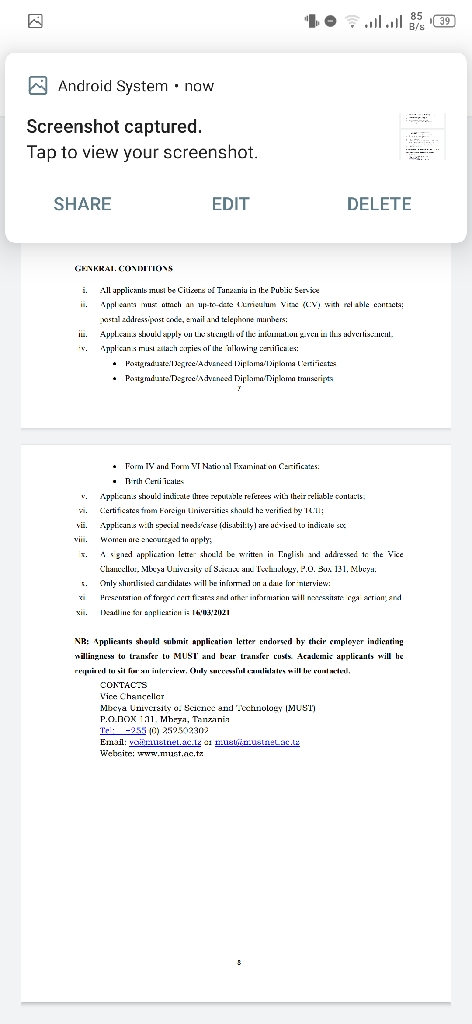 85
B/s
39
Android System • now
Screenshot captured.
Tap to view your screenshot.
SHARE EDIT DELETE
GENERAL CONDITIONS
i. All applicants must be Citizens of Tanzania in the Public Service
ii. Applicants must attach an up-to-date Curriculum Vitae (CV) with reliable contacts;
postal address/post code, email and telephone numbers;
iii. Applicants should apply on the strength of the information given in this advertisement;
iv. Applicants must attach copies of the following certificates:
• Postgraduate/Degree/Advanced Diploma/Diploma Certificates
• Postgraduate/Degree/Advanced Diploma/Diploma transcripts
7
• Form IV and Form VI National Examination Certificates;
• Birth Certificates
v. Applicants should indicate three reputable referees with their reliable contacts;
vi. Certificates from Foreign Universities should be verified by TCU;
vii. Applicants with special needs/case (disability) are advised to indicate so;
viii. Women are encouraged to apply;
ix. A signed application letter should be written in English and addressed to the Vice
Chancellor, Mbeya University of Science and Technology, P.O. Box 131, Mbeya.
x. Only shortlisted candidates will be informed on a date for interview;
xi. Presentation of forged certificates and other information will necessitate legal action; and
xii. Deadline for application is 16/03/2021
NB: Applicants should submit application letter endorsed by their employer indicating
willingness to transfer to MUST and bear transfer costs. Academic applicants will be
required to sit for an interview. Only successful candidates will be contacted.
CONTACTS
Vice Chancellor
Mbeya University of Science and Technology (MUST)
P.O.BOX 131. Mbeya, Tanzania
Tel: +255 (0) 252502302
Email: vc@mustnet.ac.tz or must@mustnet.ac.tz
Website: www.must.ac.tz
8